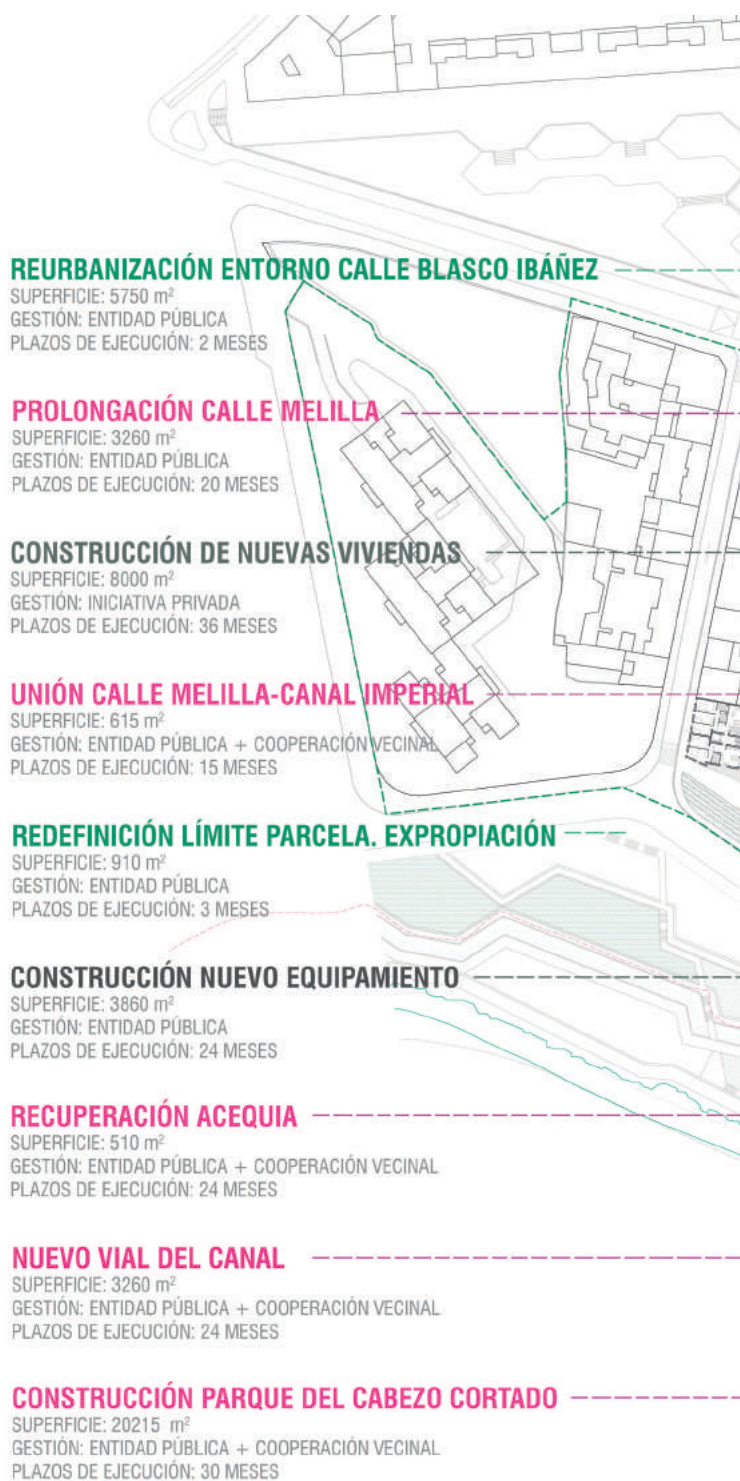 REURBANIZACIÓN ENTORNO CALLE BLASCO IBÁÑEZ
SUPERFICIE: 5750 m²
GESTIÓN: ENTIDAD PÚBLICA
PLAZOS DE EJECUCIÓN: 2 MESES
PROLONGACIÓN CALLE MELILLA
SUPERFICIE: 3260 m²
GESTIÓN: ENTIDAD PÚBLICA
PLAZOS DE EJECUCIÓN: 20 MESES
CONSTRUCCIÓN DE NUEVAS VIVIENDAS
SUPERFICIE: 8000 m²
GESTIÓN: INICIATIVA PRIVADA
PLAZOS DE EJECUCIÓN: 36 MESES
UNIÓN CALLE MELILLA-CANAL IMPERIAL
SUPERFICIE: 615 m²
GESTIÓN: ENTIDAD PÚBLICA + COOPERACIÓN VECINAL
PLAZOS DE EJECUCIÓN: 15 MESES
REDEFINICIÓN LÍMITE PARCELA. EXPROPIACIÓN
SUPERFICIE: 910 m²
GESTIÓN: ENTIDAD PÚBLICA
PLAZOS DE EJECUCIÓN: 3 MESES
CONSTRUCCIÓN NUEVO EQUIPAMIENTO
SUPERFICIE: 3860 m²
GESTIÓN: ENTIDAD PÚBLICA
PLAZOS DE EJECUCIÓN: 24 MESES
RECUPERACIÓN ACEQUIA
SUPERFICIE: 510 m²
GESTIÓN: ENTIDAD PÚBLICA + COOPERACIÓN VECINAL
PLAZOS DE EJECUCIÓN: 24 MESES
NUEVO VIAL DEL CANAL
SUPERFICIE: 3260 m²
GESTIÓN: ENTIDAD PÚBLICA + COOPERACIÓN VECINAL
PLAZOS DE EJECUCIÓN: 24 MESES
CONSTRUCCIÓN PARQUE DEL CABEZO CORTADO
SUPERFICIE: 20215 m²
GESTIÓN: ENTIDAD PÚBLICA + COOPERACIÓN VECINAL
PLAZOS DE EJECUCIÓN: 30 MESES